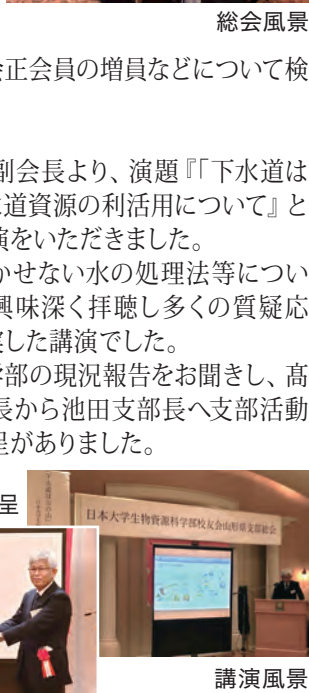 総会風景
会正会員の増員などについて検
副会長より、演題『「下水道は
水道資源の利活用について』と
演をいただきました。
かせない水の処理法等につい
興味深く拝聴し多くの質疑応
実した講演でした。
学部の現況報告をお聞きし、髙
長から池田支部長へ支部活動
呈がありました。
呈
日本大学生物資源科学部校友会山形県支部総会
講演風景